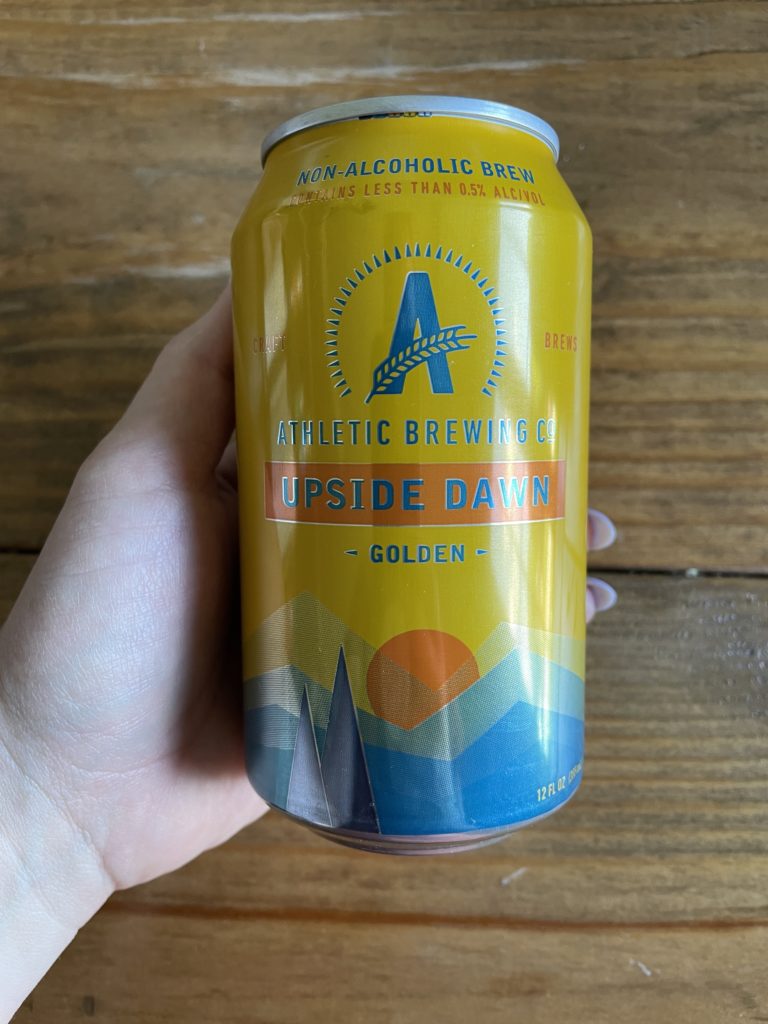 NON-ALCOHOLIC BREW
CONTAINS LESS THAN 0.5% ALC/VOL
A
CRAFT BREWS
ATHLETIC BREWING Co
UPSIDE DAWN
- GOLDEN -
12 FL OZ